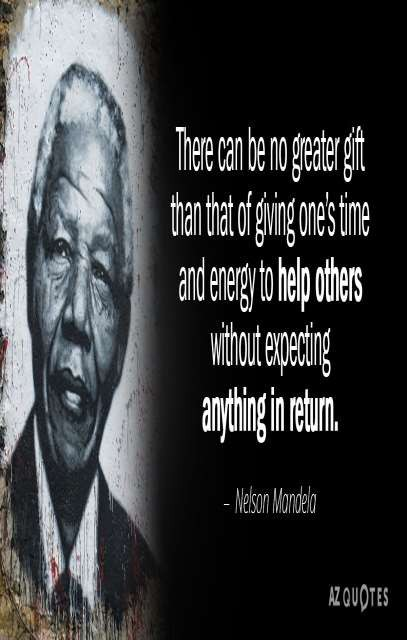 There can be no greater gift
than that of giving one's time
and energy to help others
without expecting
anything in return.
– Nelson Mandela
AZ QUOTES